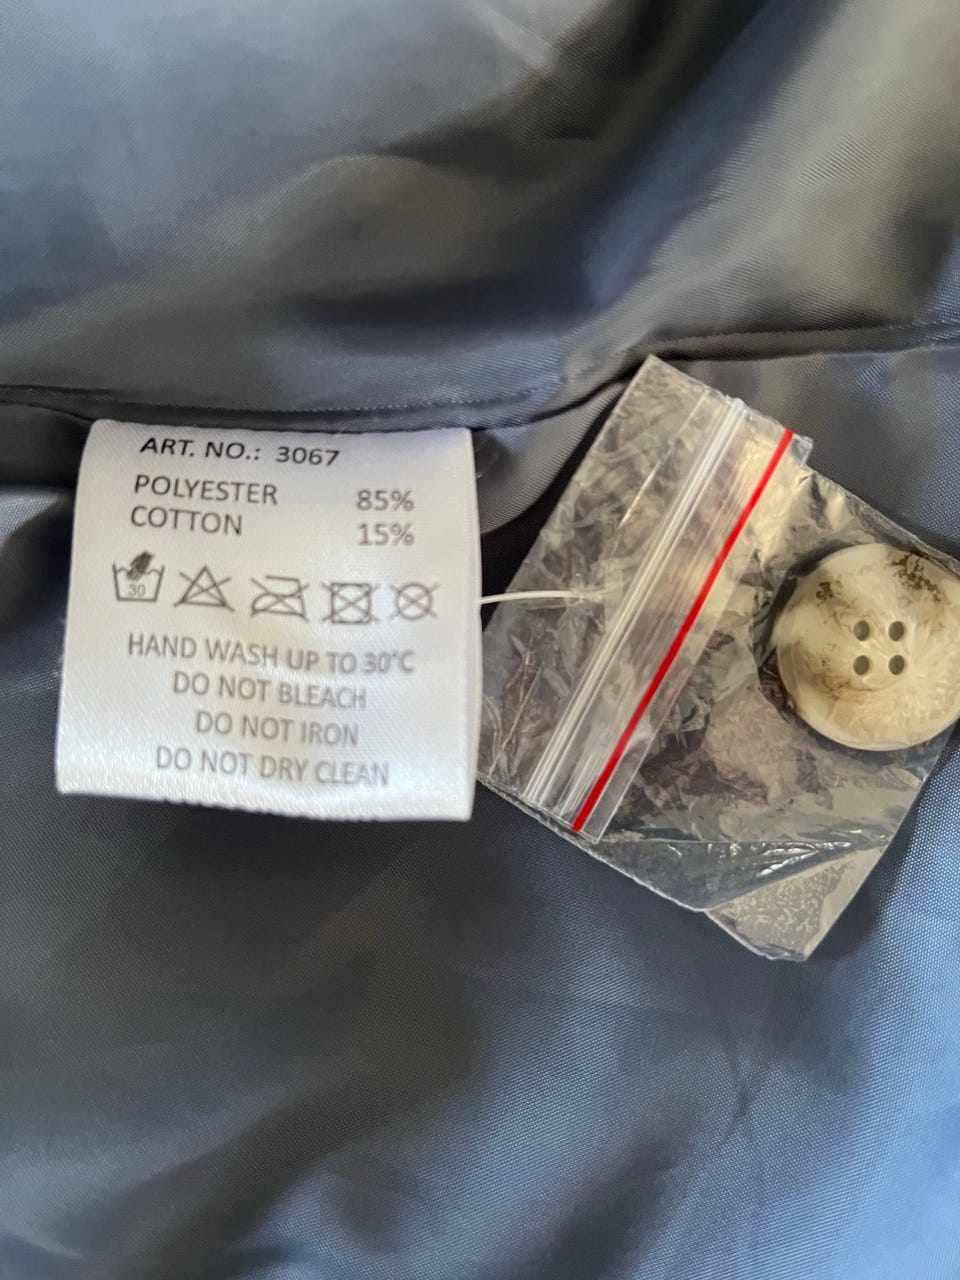 ART. NO.: 3067
POLYESTER 85%
COTTON 15%
30
HAND WASH UP TO 30°C
DO NOT BLEACH
DO NOT IRON
DO NOT DRY CLEAN